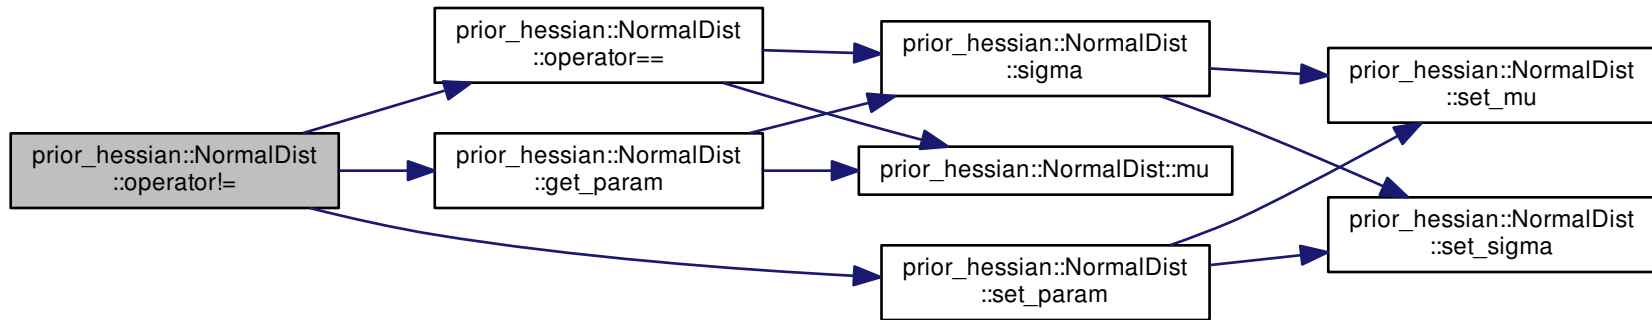 prior_hessian::NormalDist
::operator!=
prior_hessian::NormalDist
::operator==
prior_hessian::NormalDist
::get_param
prior_hessian::NormalDist
::sigma
prior_hessian::NormalDist::mu
prior_hessian::NormalDist
::set_param
prior_hessian::NormalDist
::set_mu
prior_hessian::NormalDist
::set_sigma